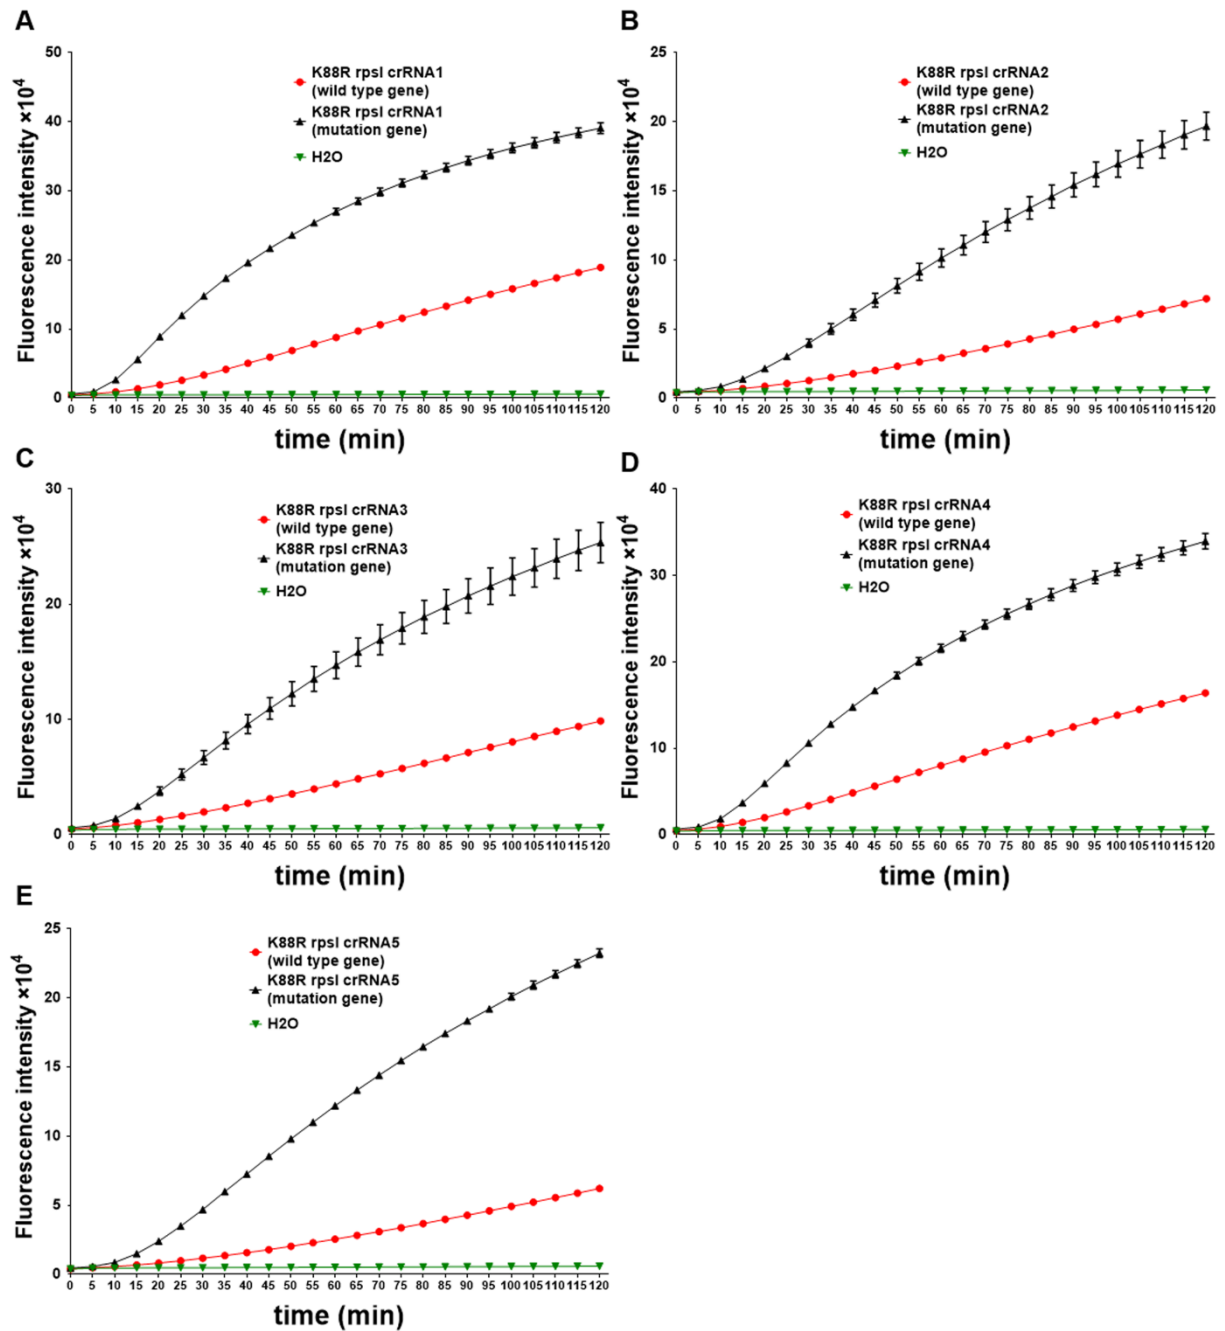 A
Fluorescence intensity ×10⁴
50
40
30
20
10
0
K88R rpsl crRNA1
(wild type gene)
K88R rpsl crRNA1
(mutation gene)
H2O
0 5 10 15 20 25 30 35 40 45 50 55 60 65 70 75 80 85 90 95 100 105 110 115 120
time (min)
B
Fluorescence intensity ×10⁴
25
20
15
10
5
0
K88R rpsl crRNA2
(wild type gene)
K88R rpsl crRNA2
(mutation gene)
H2O
0 5 10 15 20 25 30 35 40 45 50 55 60 65 70 75 80 85 90 95 100 105 110 115 120
time (min)
C
Fluorescence intensity ×10⁴
30
20
10
0
K88R rpsl crRNA3
(wild type gene)
K88R rpsl crRNA3
(mutation gene)
H2O
0 5 10 15 20 25 30 35 40 45 50 55 60 65 70 75 80 85 90 95 100 105 110 115 120
time (min)
D
Fluorescence intensity ×10⁴
40
30
20
10
0
K88R rpsl crRNA4
(wild type gene)
K88R rpsl crRNA4
(mutation gene)
H2O
0 5 10 15 20 25 30 35 40 45 50 55 60 65 70 75 80 85 90 95 100 105 110 115 120
time (min)
E
Fluorescence intensity ×10⁴
25
20
15
10
5
0
K88R rpsl crRNA5
(wild type gene)
K88R rpsl crRNA5
(mutation gene)
H2O
0 5 10 15 20 25 30 35 40 45 50 55 60 65 70 75 80 85 90 95 100 105 110 115 120
time (min)